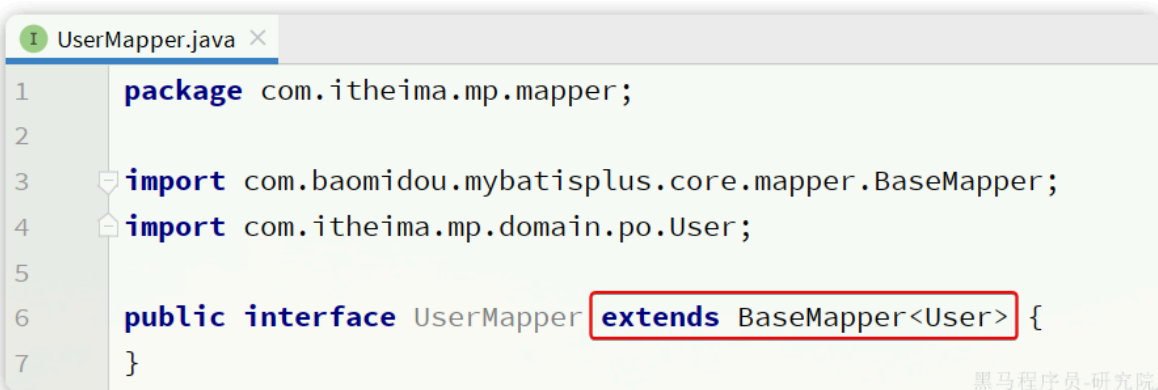 UserMapper.java
1 package com.itheima.mp.mapper;
2
3 import com.baomidou.mybatisplus.core.mapper.BaseMapper;
4 import com.itheima.mp.domain.po.User;
5
6 public interface UserMapper extends BaseMapper<User> {
7 }
黑马程序员-研究院